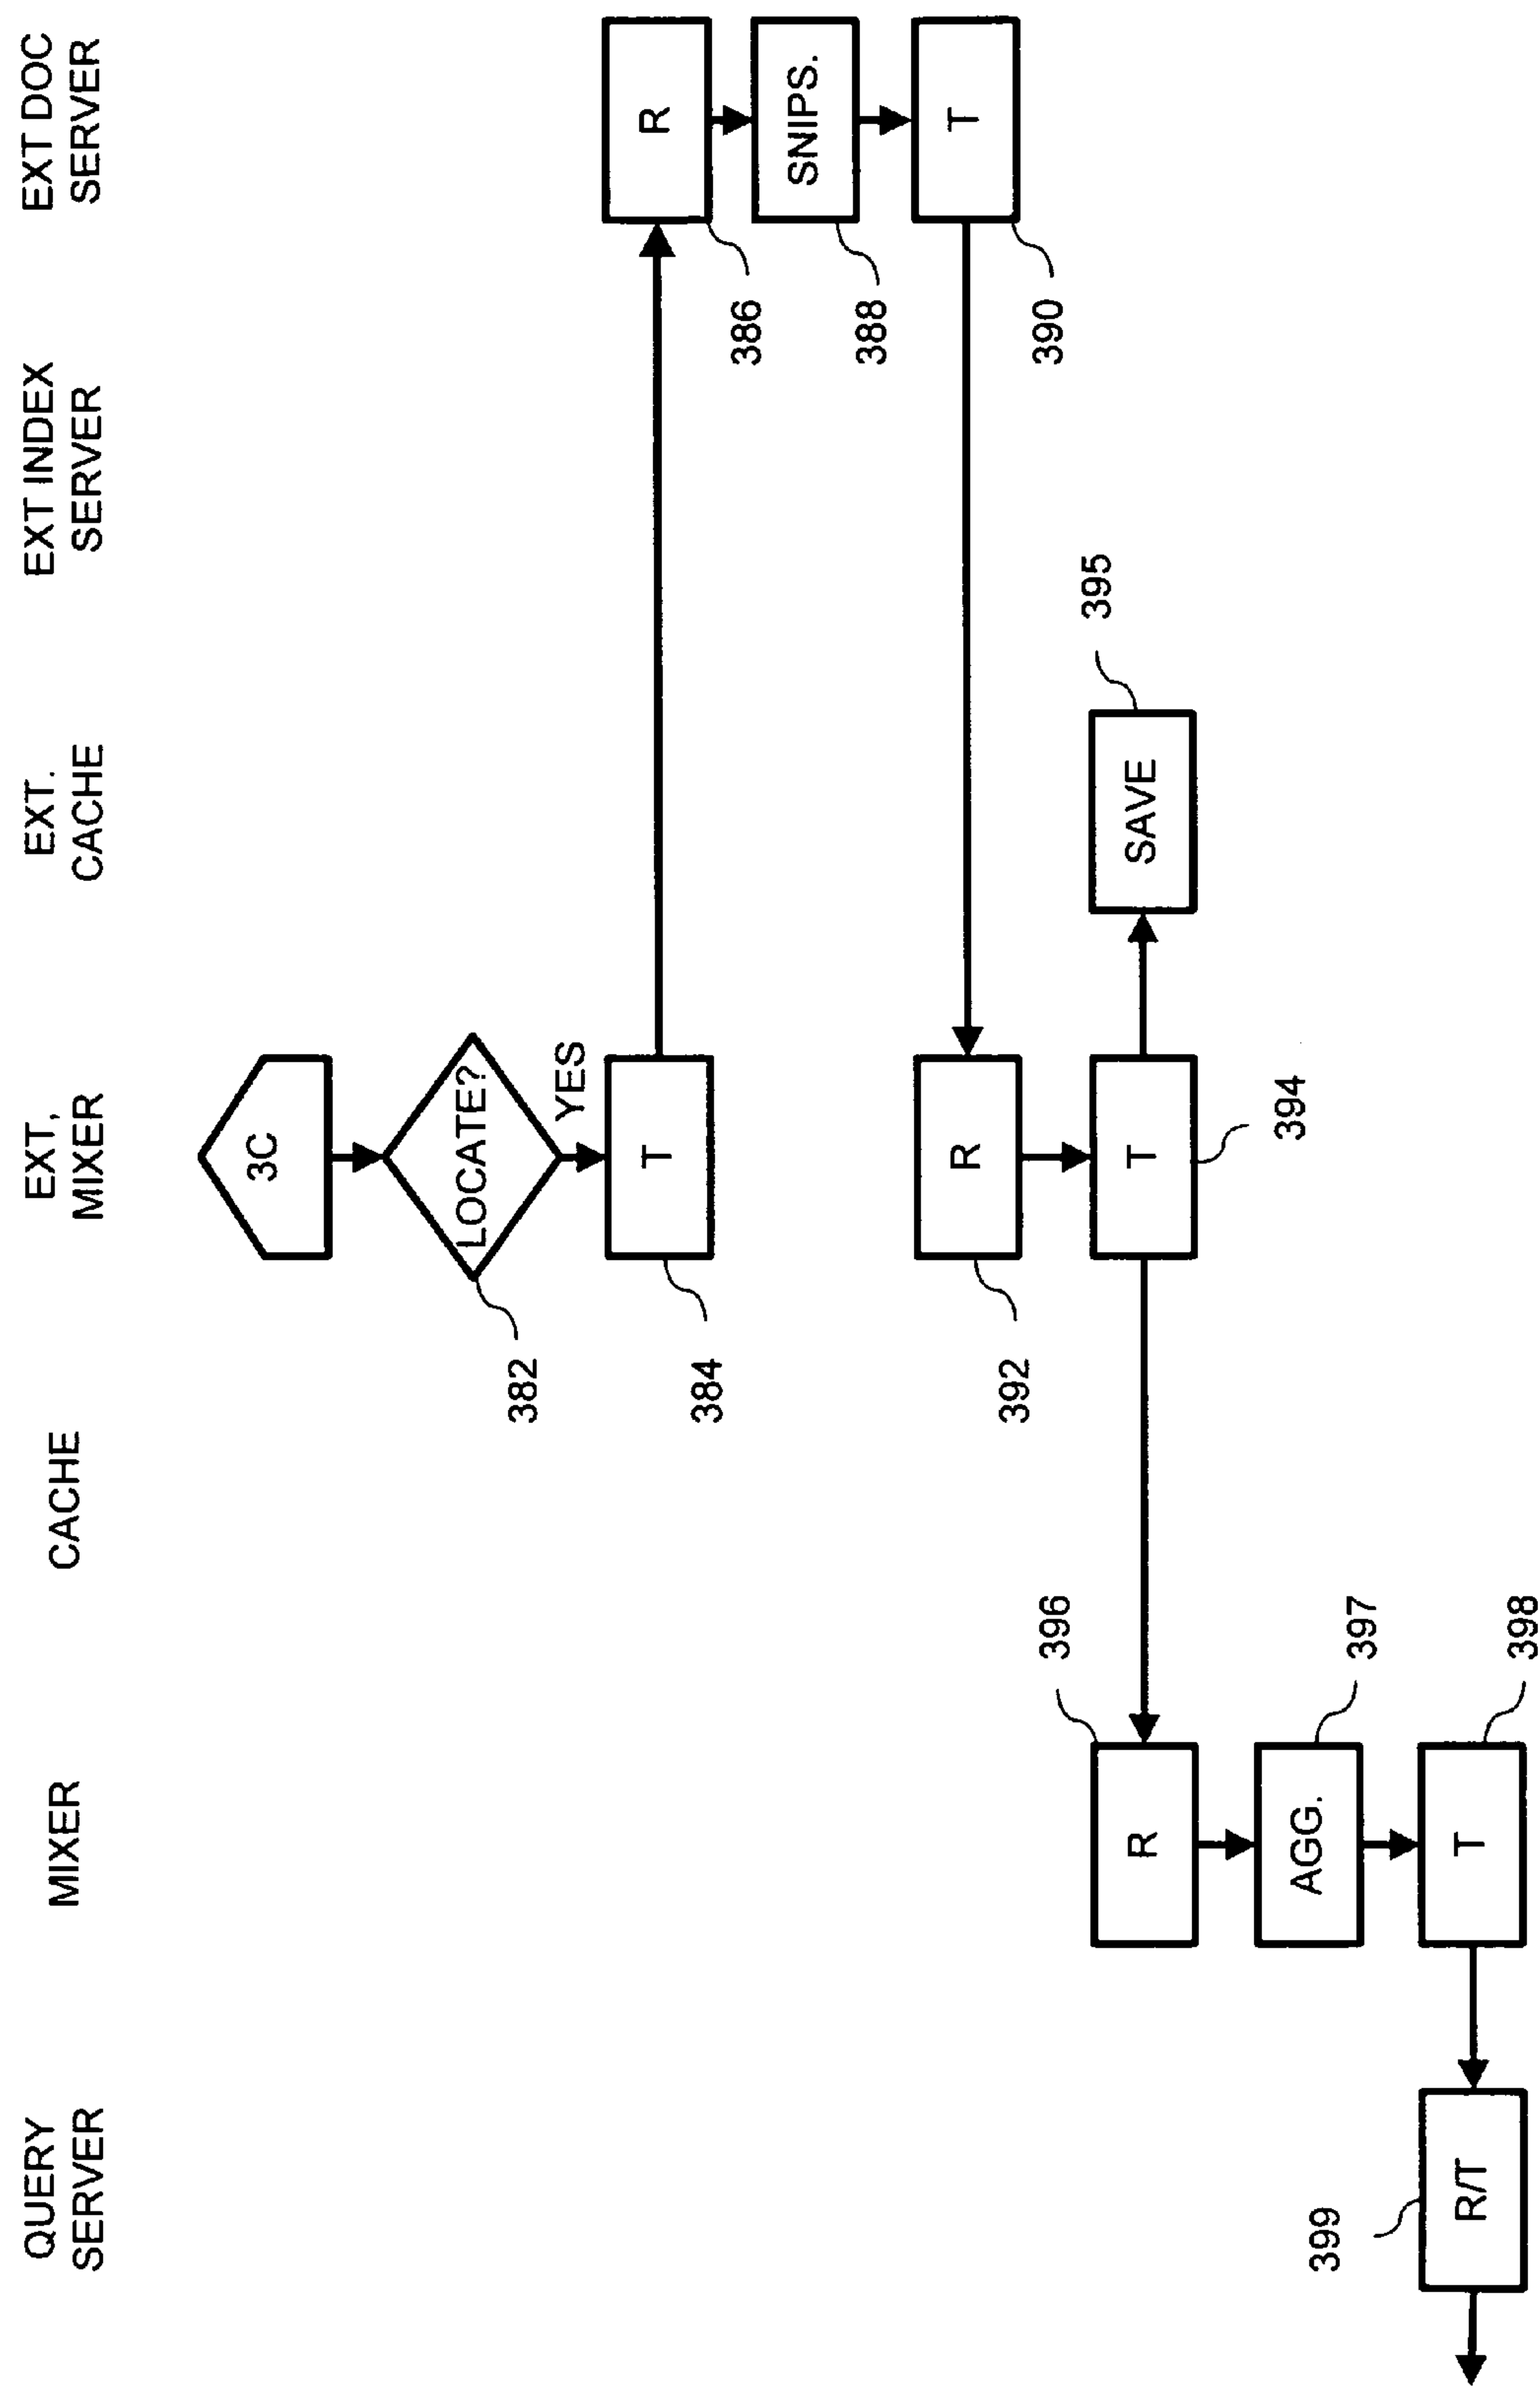 QUERY
SERVER
MIXER
CACHE
EXT,
MIXER
EXT.
CACHE
EXT INDEX
SERVER
EXT DOC
SERVER
3C
LOCATE?
382
YES
T
384
R
386
SNIPS.
388
T
390
R
392
T
394
SAVE
395
R
396
AGG.
397
T
398
R/T
399